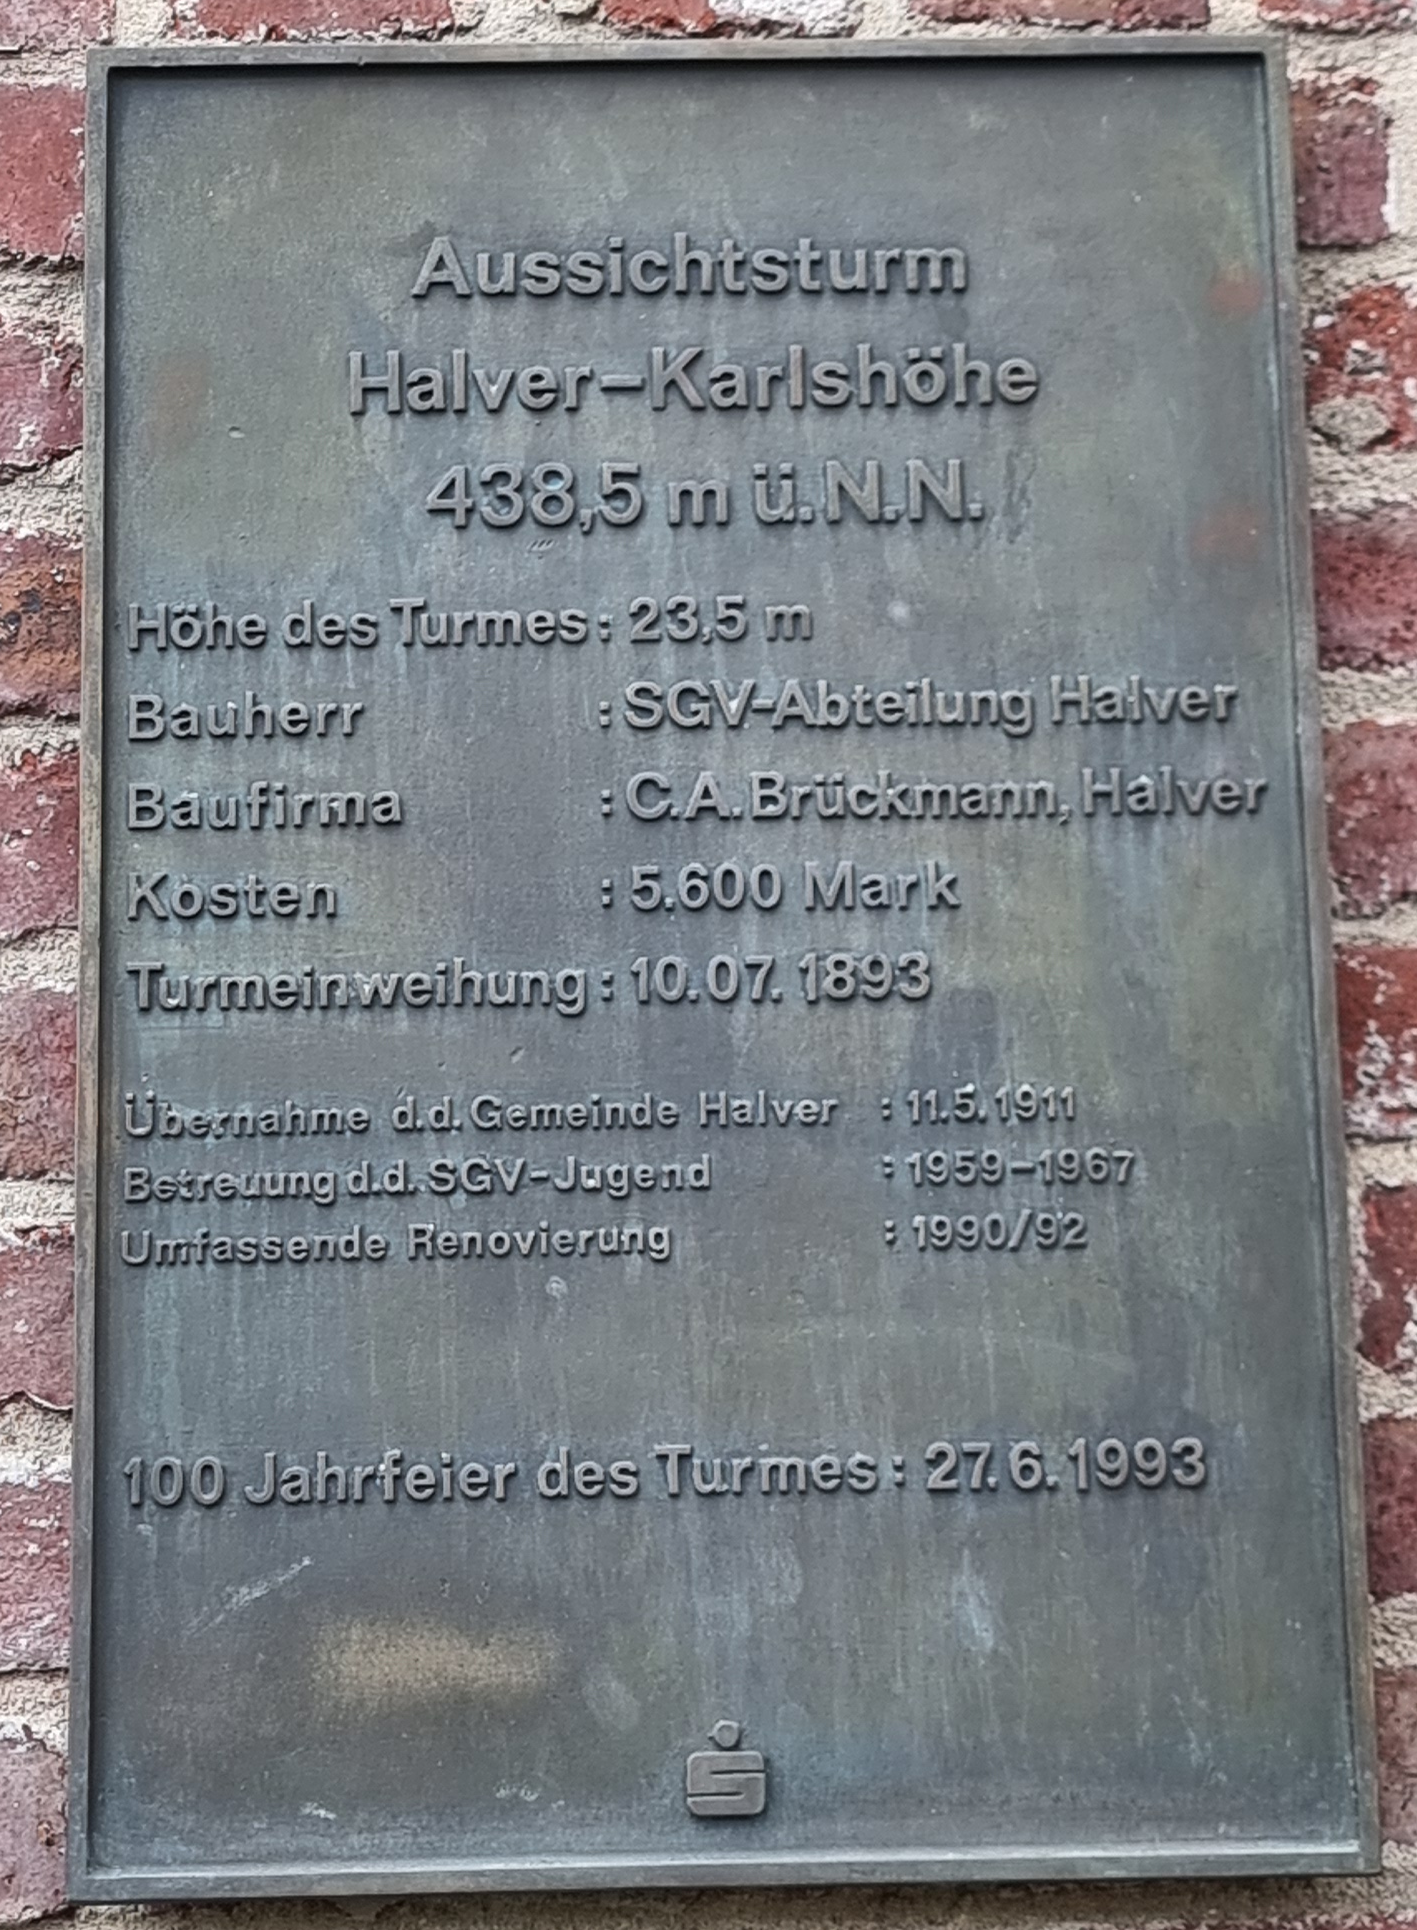 Aussichtsturm
Halver-Karlshöhe
438,5 m ü.N.N.
Höhe des Turmes: 23,5 m
Bauherr : SGV-Abteilung Halver
Baufirma : C.A. Brückmann, Halver
Kosten : 5.600 Mark
Turmeinweihung: 10.07.1893
Übernahme d.d. Gemeinde Halver : 11.5.1911
Betreuung d.d. SGV-Jugend : 1959-1967
Umfassende Renovierung : 1990/92
100 Jahrfeier des Turmes: 27.6.1993